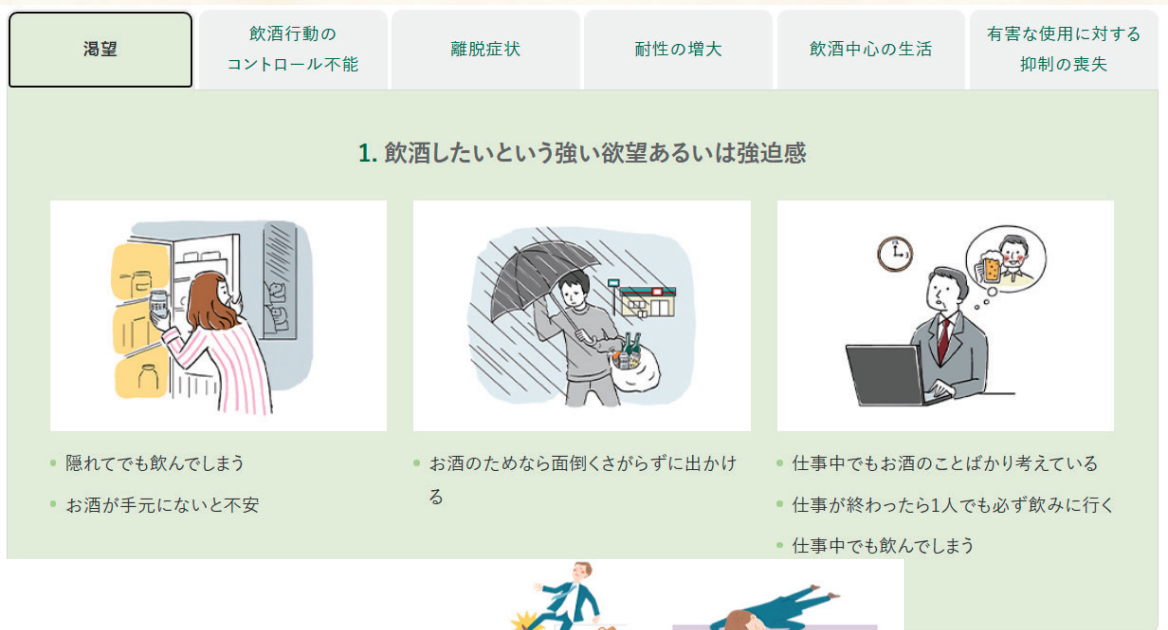 渇望
飲酒行動の
コントロール不能
離脱症状
耐性の増大
飲酒中心の生活
有害な使用に対する
抑制の喪失
1. 飲酒したいという強い欲望あるいは強迫感
隠れてでも飲んでしまう
お酒が手元にないと不安
お酒のためなら面倒くさがらずに出かけ
る
仕事中でもお酒のことばかり考えている
仕事が終わったら1人でも必ず飲みに行く
仕事中でも飲んでしまう